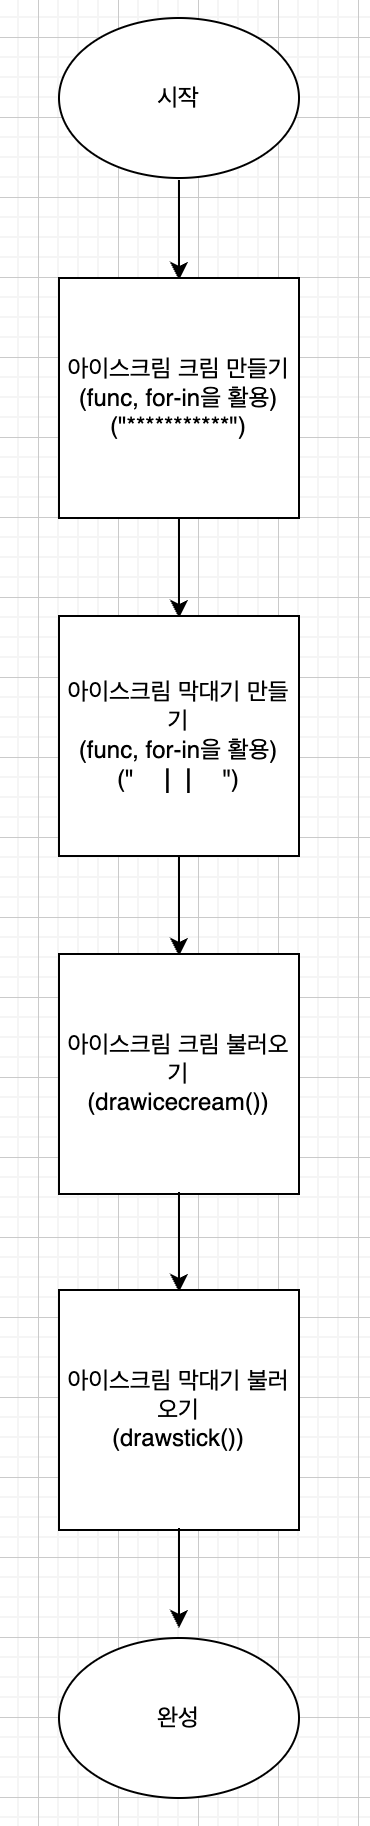 시작
아이스크림 크림 만들기
(func, for-in을 활용)
("***********")
아이스크림 막대기 만들
기
(func, for-in을 활용)
("     | |     ")
아이스크림 크림 불러오
기
(drawicecream())
아이스크림 막대기 불러
오기
(drawstick())
완성